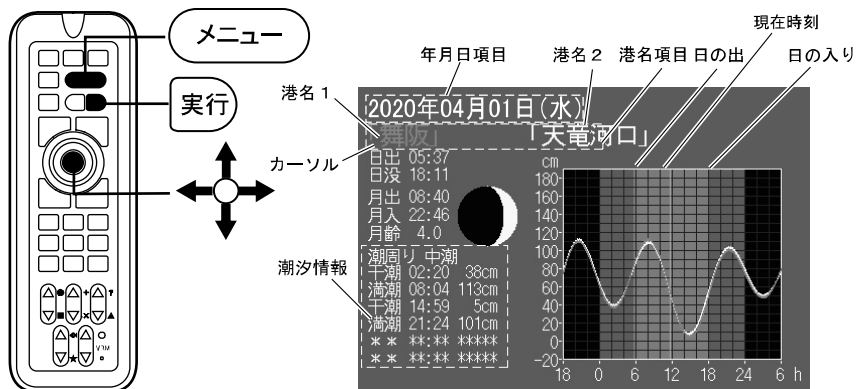 メニュー
実行
現在時刻
年月日項目
港名2
港名項目
日の出
日の入り
港名1
カーソル
潮汐情報
2020年04月01日(水)
「舞阪」
「天竜河口」
日出 05:37
日没 18:11
月出 08:40
月入 22:46
月齢 4.0
潮周り 中潮
干潮 02:20 38cm
満潮 08:04 113cm
干潮 14:59 5cm
満潮 21:24 101cm
** **:** *****
** **:** *****
cm
180
160
140
120
100
80
60
40
20
0
-20
18 0 6 12 18 24 6 h